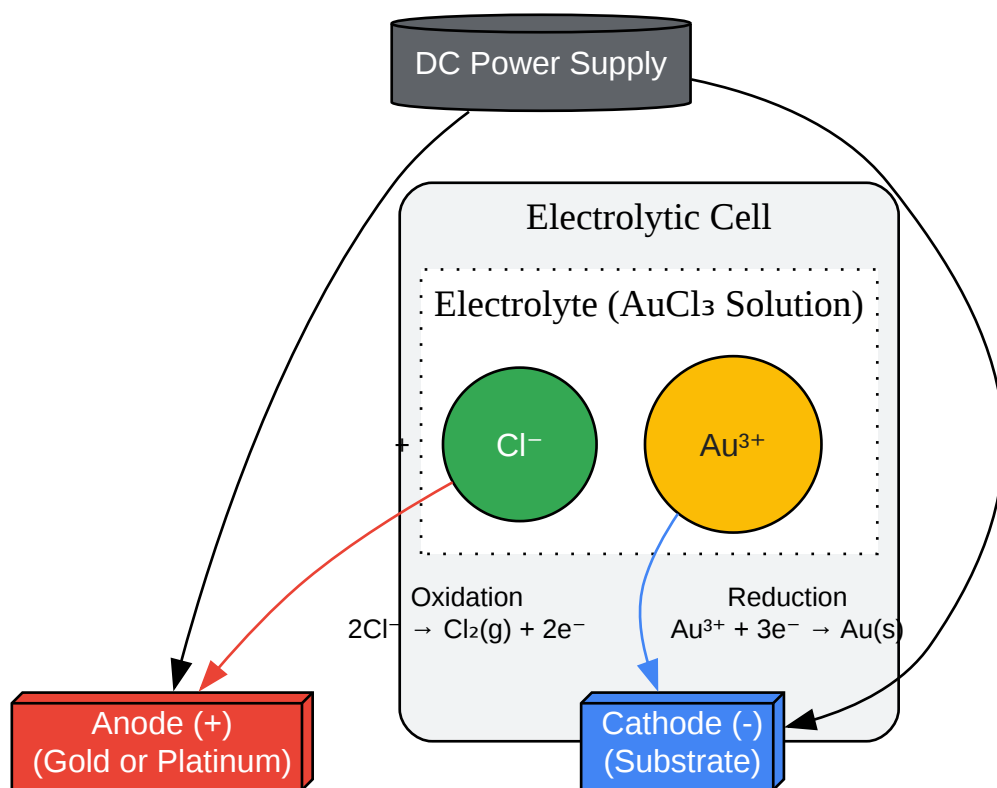 DC Power Supply
Electrolytic Cell
Electrolyte (AuCl₃ Solution)
+
Cl⁻
Au³⁺
Oxidation
2Cl⁻ → Cl₂(g) + 2e⁻
Reduction
Au³⁺ + 3e⁻ → Au(s)
Anode (+)
(Gold or Platinum)
Cathode (-)
(Substrate)